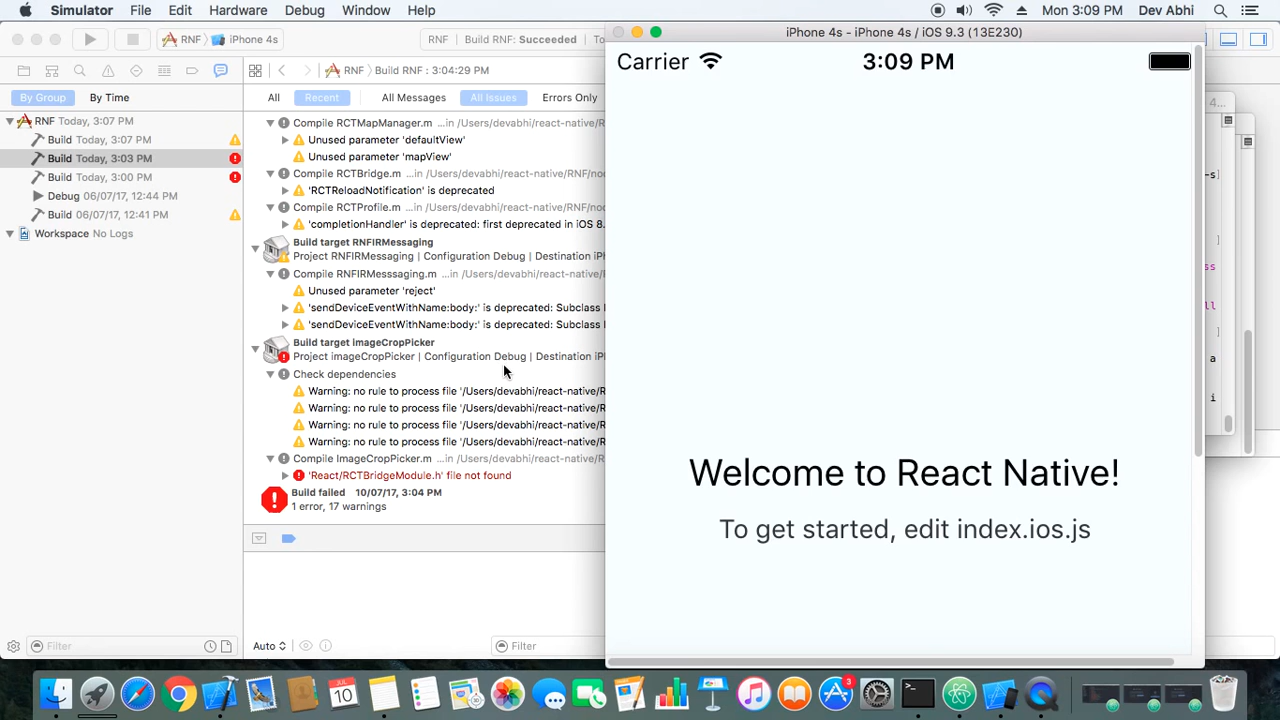 Simulator File Edit Hardware Debug Window Help Mon 3:09 PM Dev Abhi
RNF iPhone 4s RNF Build RNF: Succeeded
iPhone 4s - iPhone 4s / iOS 9.3 (13E230)
RNF Build RNF : 3:04:29 PM
Carrier 3:09 PM
By Group By Time
All Recent All Messages All Issues Errors Only
RNF Today, 3:07 PM
Build Today, 3:07 PM
Build Today, 3:03 PM
Build Today, 3:00 PM
Debug 06/07/17, 12:44 PM
Build 06/07/17, 12:41 PM
Workspace No Logs
Compile RCTMapManager.m ...in /Users/devabhi/react-native/RNF
Unused parameter 'defaultView'
Unused parameter 'mapView'
Compile RCTBridge.m ...in /Users/devabhi/react-native/RNF/nod
'RCTReloadNotification' is deprecated
Compile RCTProfile.m ...in /Users/devabhi/react-native/RNF/nod
'completionHandler' is deprecated: first deprecated in iOS 8.
Build target RNFIRMessaging
Project RNFIRMessaging | Configuration Debug | Destination iP
Compile RNFIRMesssaging.m ...in /Users/devabhi/react-native/R
Unused parameter 'reject'
'sendDeviceEventWithName:body:' is deprecated: Subclass
'sendDeviceEventWithName:body:' is deprecated: Subclass
Build target imageCropPicker
Project imageCropPicker | Configuration Debug | Destination iP
Check dependencies
Warning: no rule to process file '/Users/devabhi/react-native/R
Warning: no rule to process file '/Users/devabhi/react-native/R
Warning: no rule to process file '/Users/devabhi/react-native/R
Warning: no rule to process file '/Users/devabhi/react-native/R
Compile ImageCropPicker.m ...in /Users/devabhi/react-native/R
'React/RCTBridgeModule.h' file not found
Build failed 10/07/17, 3:04 PM
1 error, 17 warnings
Welcome to React Native!
To get started, edit index.ios.js
Filter
Auto
Filter
JUL
10
3